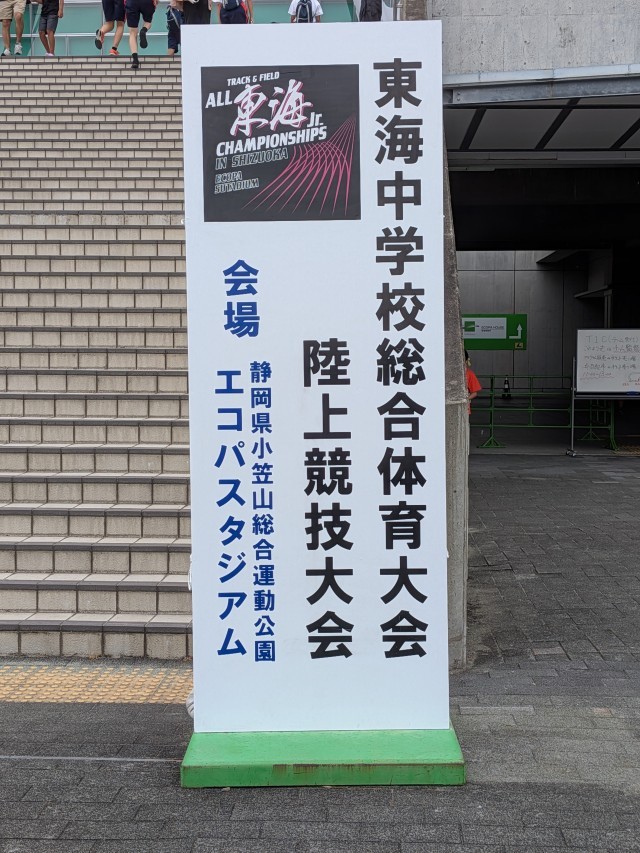 東海中学校総合体育大会
陸上競技大会
会場
静岡県小笠山総合運動公園
エコパスタジアム
TRACK & FIELD
ALL 東海 Jr.
CHAMPIONSHIPS
IN SHIZUOKA
ECOPA
SUTADIUM